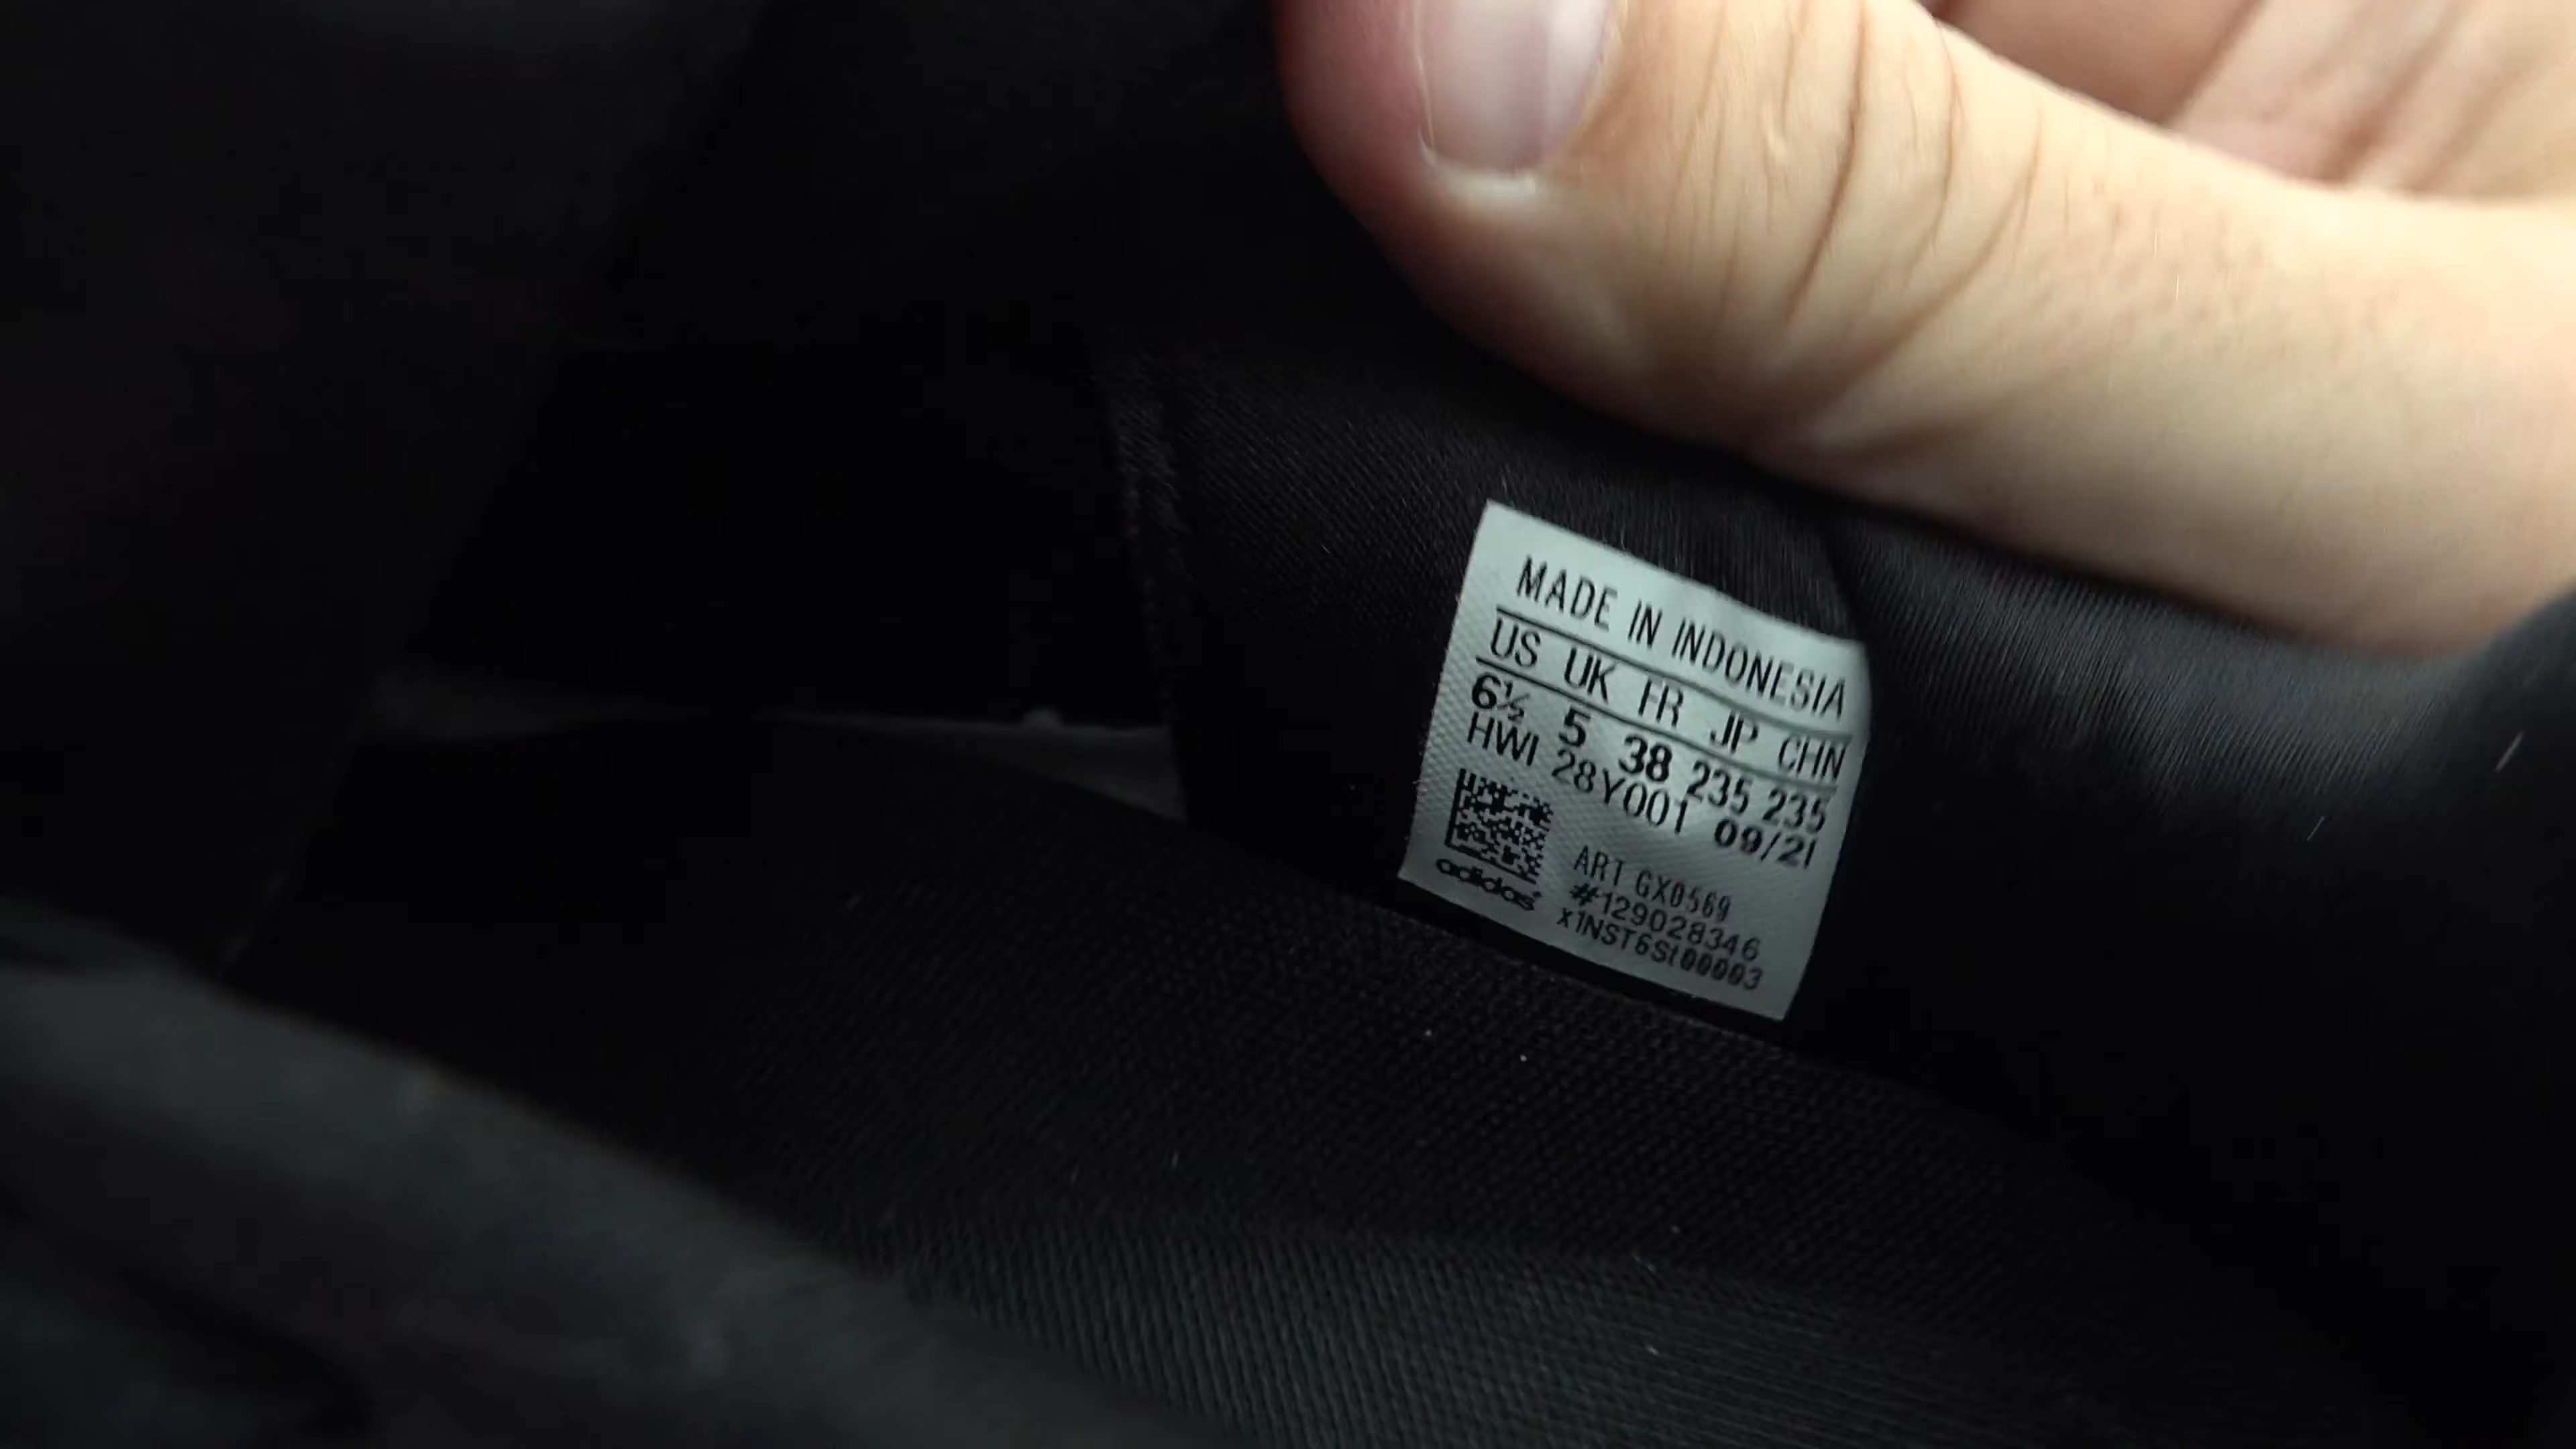 MADE IN INDONESIA
US UK FR JP CHN
6½ 5 38 235 235
HWI 28Y001 09/21
ART GX0569
#129028346
x1NST6St00003
adidas